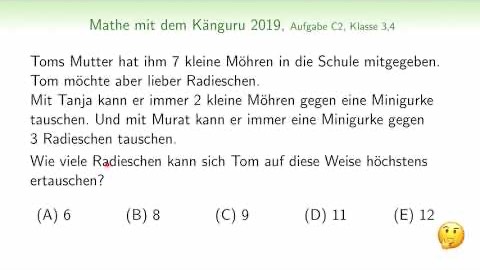 Mathe mit dem Känguru 2019, Aufgabe C2, Klasse 3,4
Toms Mutter hat ihm 7 kleine Möhren in die Schule mitgegeben.
Tom möchte aber lieber Radieschen.
Mit Tanja kann er immer 2 kleine Möhren gegen eine Minigurke
tauschen. Und mit Murat kann er immer eine Minigurke gegen
3 Radieschen tauschen.
Wie viele Radieschen kann sich Tom auf diese Weise höchstens
ertauschen?
(A) 6 (B) 8 (C) 9 (D) 11 (E) 12